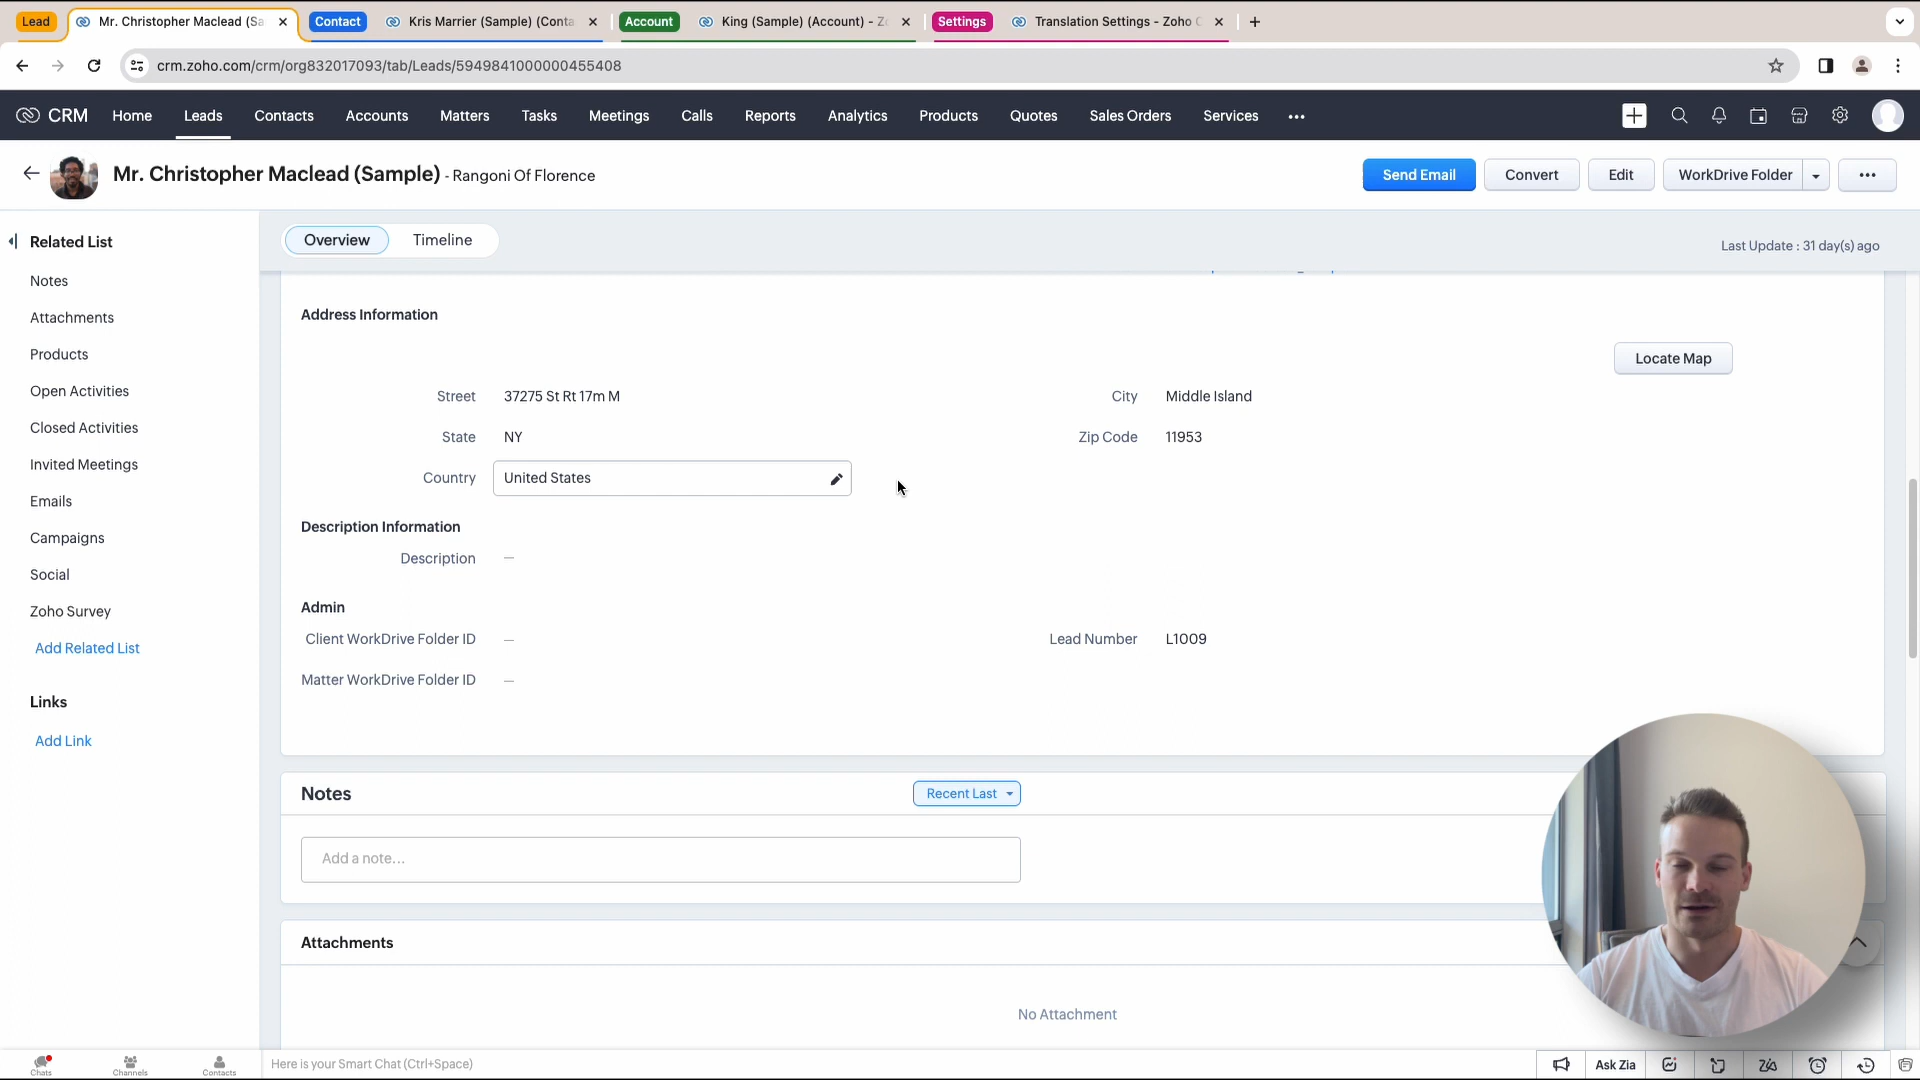 Lead
Mr. Christopher Maclead (Sa
Contact
Kris Marrier (Sample) (Conta
Account
King (Sample) (Account) - Zo
Settings
Translation Settings - Zoho C
crm.zoho.com/crm/org832017093/tab/Leads/5949841000000455408
CRM
Home
Leads
Contacts
Accounts
Matters
Tasks
Meetings
Calls
Reports
Analytics
Products
Quotes
Sales Orders
Services
Mr. Christopher Maclead (Sample) - Rangoni Of Florence
Send Email
Convert
Edit
WorkDrive Folder
Related List
Notes
Attachments
Products
Open Activities
Closed Activities
Invited Meetings
Emails
Campaigns
Social
Zoho Survey
Add Related List
Links
Add Link
Overview
Timeline
Last Update : 31 day(s) ago
Address Information
Locate Map
Street 37275 St Rt 17m M
City Middle Island
State NY
Zip Code 11953
Country United States
Description Information
Description —
Admin
Client WorkDrive Folder ID —
Lead Number L1009
Matter WorkDrive Folder ID —
Notes
Recent Last
Add a note...
Attachments
No Attachment
Chats
Channels
Contacts
Here is your Smart Chat (Ctrl+Space)
Ask Zia